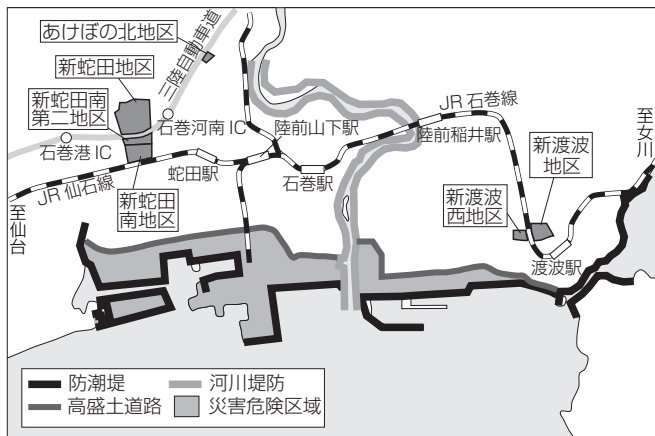 あけぼの北地区
新蛇田地区
三陸自動車道
新蛇田南
第二地区
石巻河南IC
石巻港IC
陸前山下駅
JR石巻線
陸前稲井駅
至女川
新渡波
地区
JR仙石線
蛇田駅
石巻駅
新蛇田
南地区
新渡波
西地区
至仙台
渡波駅
防潮堤
河川堤防
高盛土道路
災害危険区域